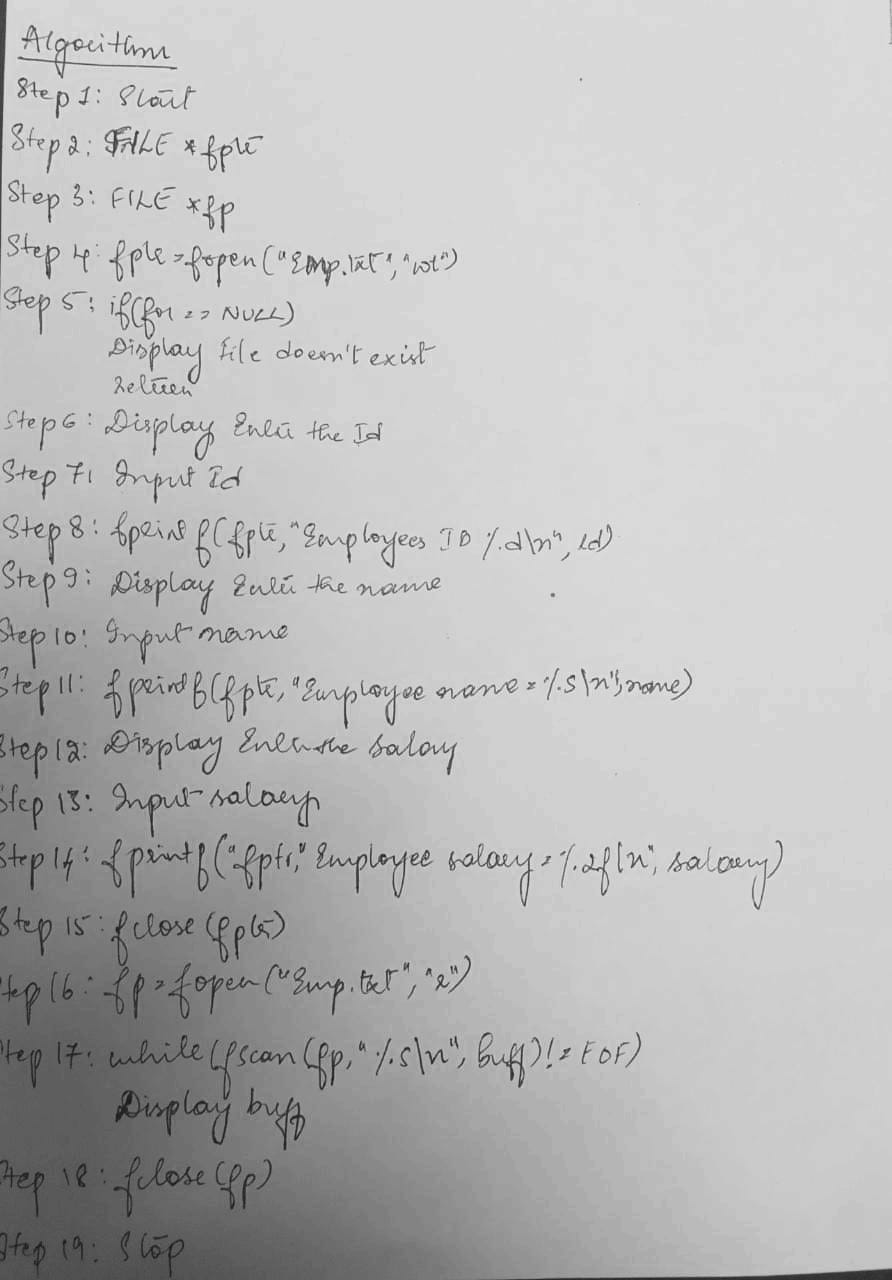 Algorithm
Step 1: Start
Step 2: FILE *fptr
Step 3: FILE *fp
Step 4: fptr = fopen("Emp.txt", "wt")
Step 5: if( == NULL)
Display File doesn't exist
Return
Step 6: Display Enter the Id
Step 7: Input Id
Step 8: fprintf(fptr, "Employees ID %d\n", id)
Step 9: Display Enter the name
Step 10: Input name
Step 11: fprintf(fptr, "Employee name = %s\n", name)
Step 12: Display Enter the salary
Step 13: Input salary
Step 14: fprintf("fptr," Employee salary = %.2f\n", salary)
Step 15: fclose(fptr)
Step 16: fp = fopen("Emp.txt", "r")
Step 17: while(fscan(fp, "%s\n", buff) != EOF)
Display buff
Step 18: fclose(fp)
Step 19: Stop